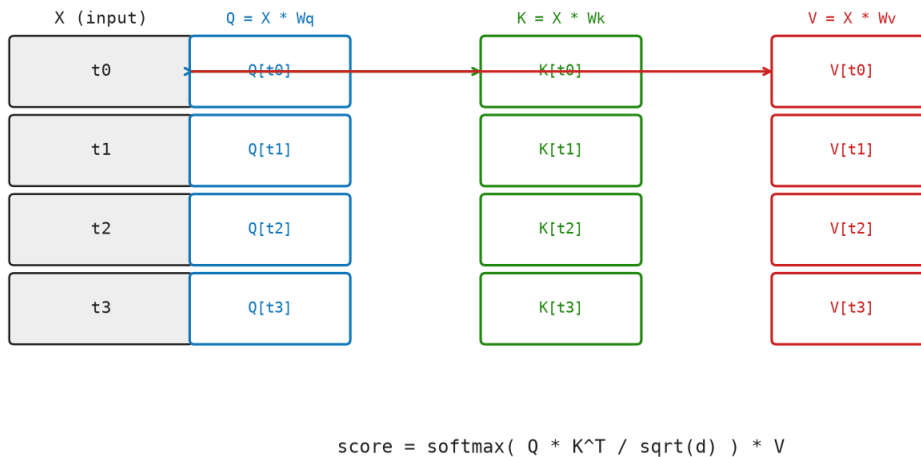 X (input) Q = X * Wq K = X * Wk V = X * Wv
t0 Q[t0] K[t0] V[t0]
t1 Q[t1] K[t1] V[t1]
t2 Q[t2] K[t2] V[t2]
t3 Q[t3] K[t3] V[t3]
score = softmax( Q * K^T / sqrt(d) ) * V